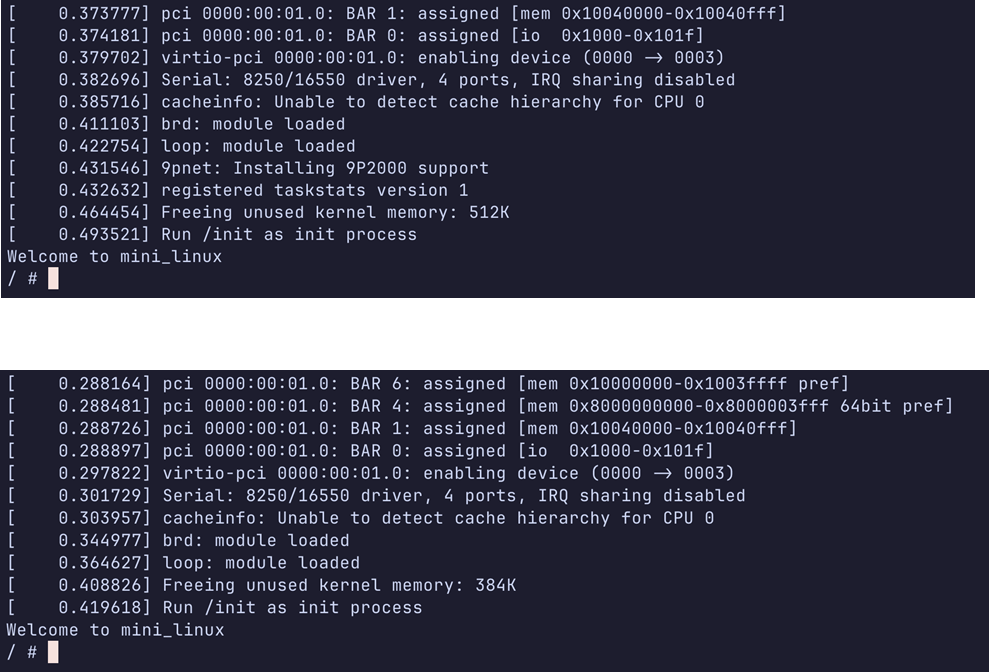 [    0.373777] pci 0000:00:01.0: BAR 1: assigned [mem 0x10040000-0x10040fff]
[    0.374181] pci 0000:00:01.0: BAR 0: assigned [io  0x1000-0x101f]
[    0.379702] virtio-pci 0000:00:01.0: enabling device (0000 -> 0003)
[    0.382696] Serial: 8250/16550 driver, 4 ports, IRQ sharing disabled
[    0.385716] cacheinfo: Unable to detect cache hierarchy for CPU 0
[    0.411103] brd: module loaded
[    0.422754] loop: module loaded
[    0.431546] 9pnet: Installing 9P2000 support
[    0.432632] registered taskstats version 1
[    0.464454] Freeing unused kernel memory: 512K
[    0.493521] Run /init as init process
Welcome to mini_linux
/ #
[    0.288164] pci 0000:00:01.0: BAR 6: assigned [mem 0x10000000-0x1003ffff pref]
[    0.288481] pci 0000:00:01.0: BAR 4: assigned [mem 0x8000000000-0x8000003fff 64bit pref]
[    0.288726] pci 0000:00:01.0: BAR 1: assigned [mem 0x10040000-0x10040fff]
[    0.288897] pci 0000:00:01.0: BAR 0: assigned [io  0x1000-0x101f]
[    0.297822] virtio-pci 0000:00:01.0: enabling device (0000 -> 0003)
[    0.301729] Serial: 8250/16550 driver, 4 ports, IRQ sharing disabled
[    0.303957] cacheinfo: Unable to detect cache hierarchy for CPU 0
[    0.344977] brd: module loaded
[    0.364627] loop: module loaded
[    0.408826] Freeing unused kernel memory: 384K
[    0.419618] Run /init as init process
Welcome to mini_linux
/ #